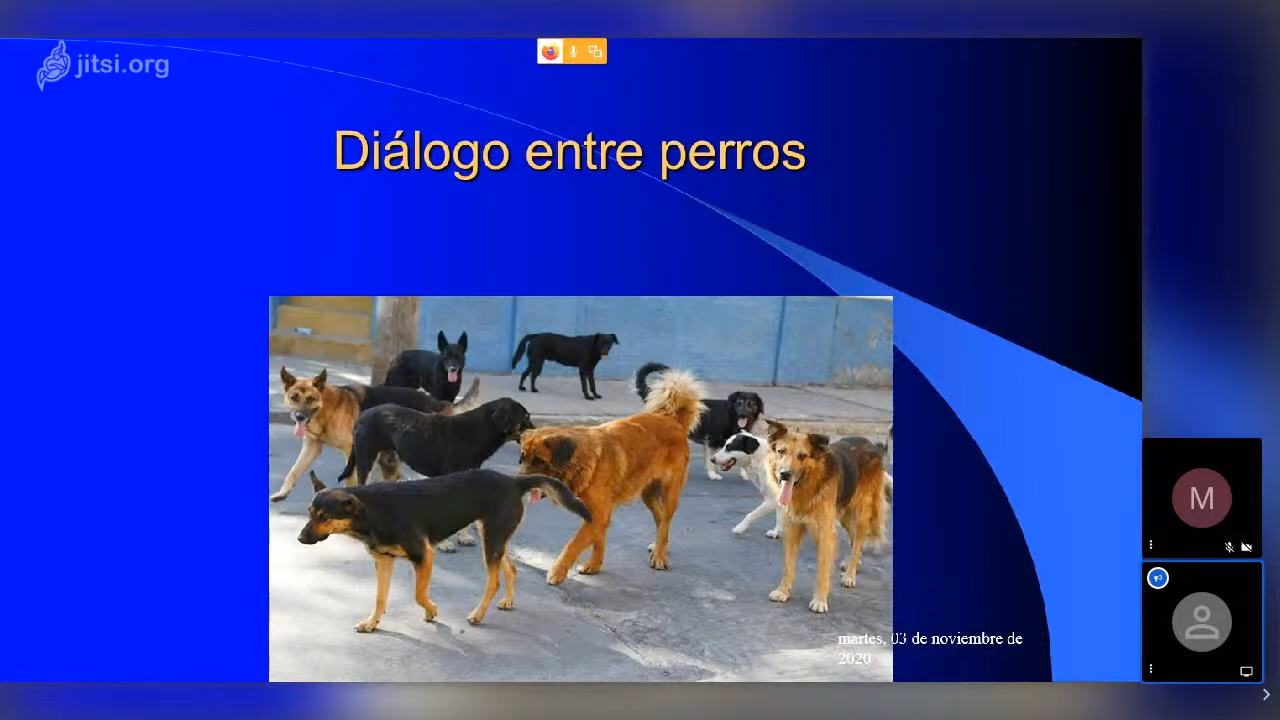 jitsi.org
Diálogo entre perros
M
martes, 03 de noviembre de
2020